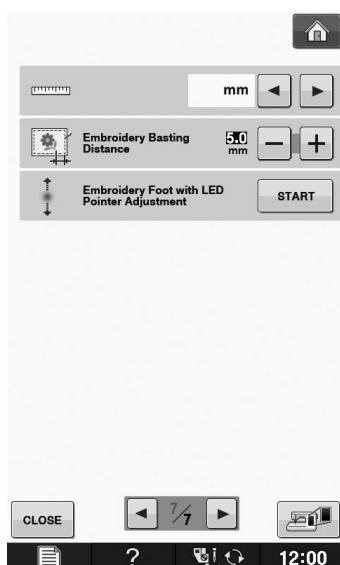 mm
Embroidery Basting
Distance
5.0
mm
Embroidery Foot with LED
Pointer Adjustment
START
CLOSE
7/7
?
12:00